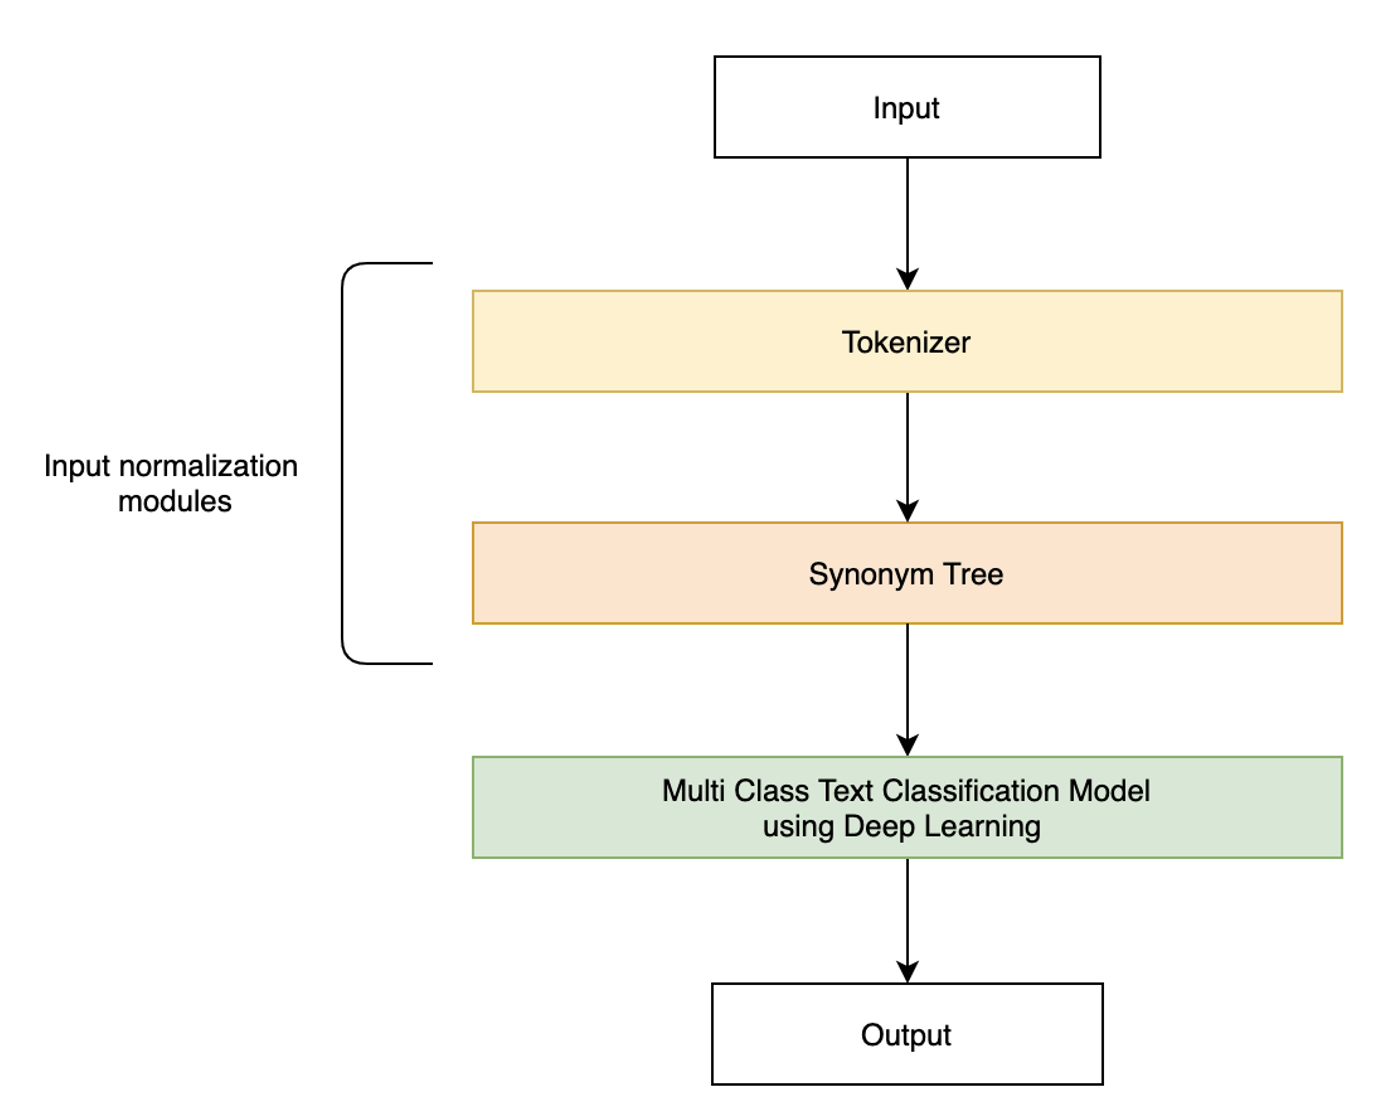 Input
Tokenizer
Input normalization
modules
Synonym Tree
Multi Class Text Classification Model
using Deep Learning
Output